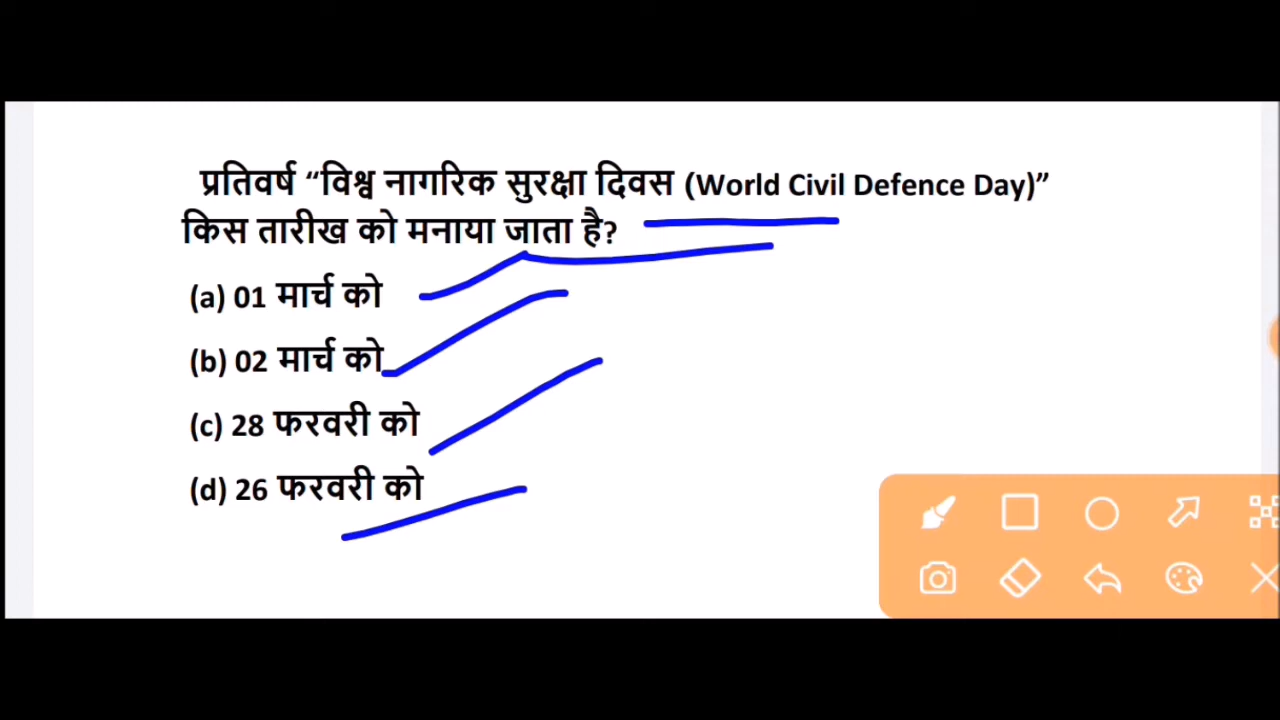 प्रतिवर्ष “विश्व नागरिक सुरक्षा दिवस (World Civil Defence Day)”
किस तारीख को मनाया जाता है?
(a) 01 मार्च को
(b) 02 मार्च को
(c) 28 फरवरी को
(d) 26 फरवरी को